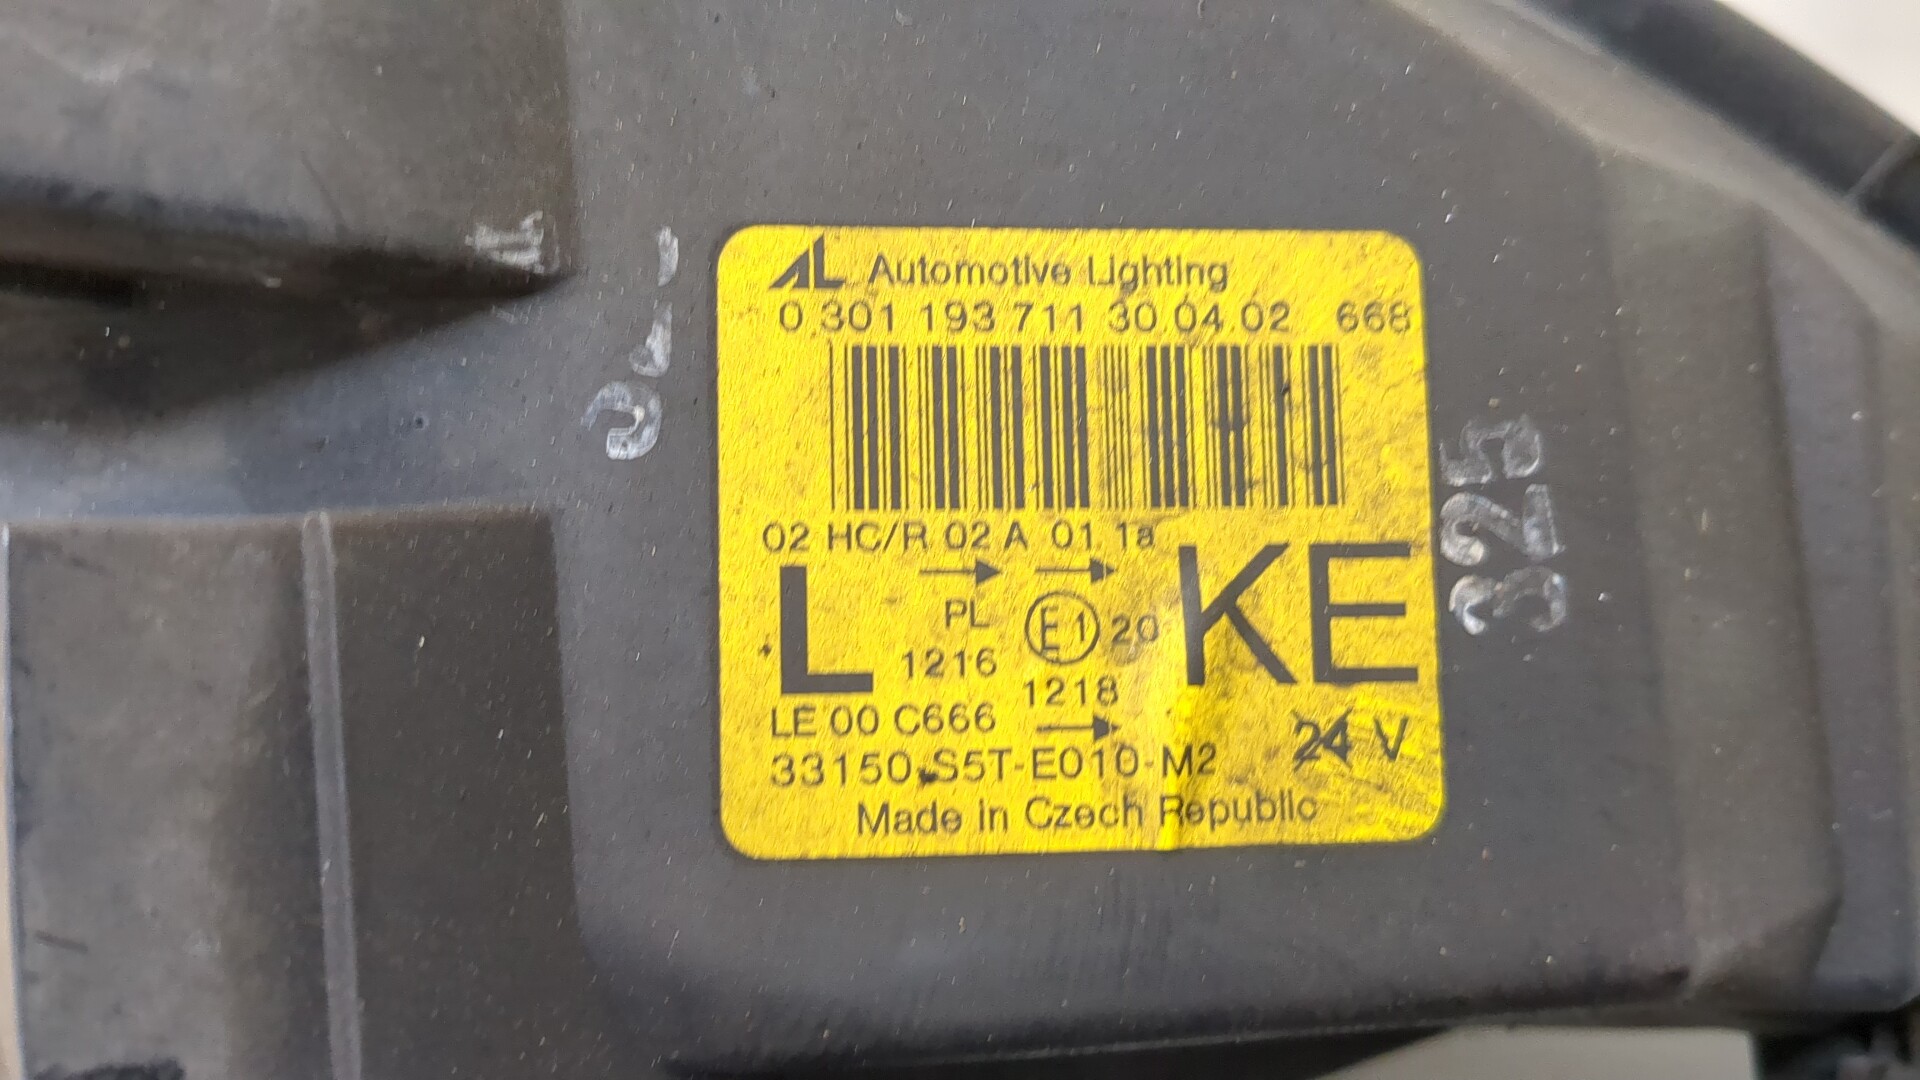 AL Automotive Lighting
0 301 193 711 30.04.02 668
02 HC/R 02 A 01 1a
L PL E1 20 KE
1216
1218
LE 00 C666
24 V
33150-S5T-E010-M2
Made in Czech Republic
325